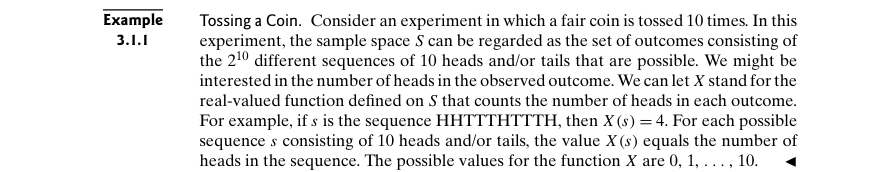 Example 3.1.1
Tossing a Coin. Consider an experiment in which a fair coin is tossed 10 times. In this
experiment, the sample space S can be regarded as the set of outcomes consisting of
the 2¹⁰ different sequences of 10 heads and/or tails that are possible. We might be
interested in the number of heads in the observed outcome. We can let X stand for the
real-valued function defined on S that counts the number of heads in each outcome.
For example, if s is the sequence HHTTTHTTTH, then X(s) = 4. For each possible
sequence s consisting of 10 heads and/or tails, the value X(s) equals the number of
heads in the sequence. The possible values for the function X are 0, 1, . . . , 10. ◄